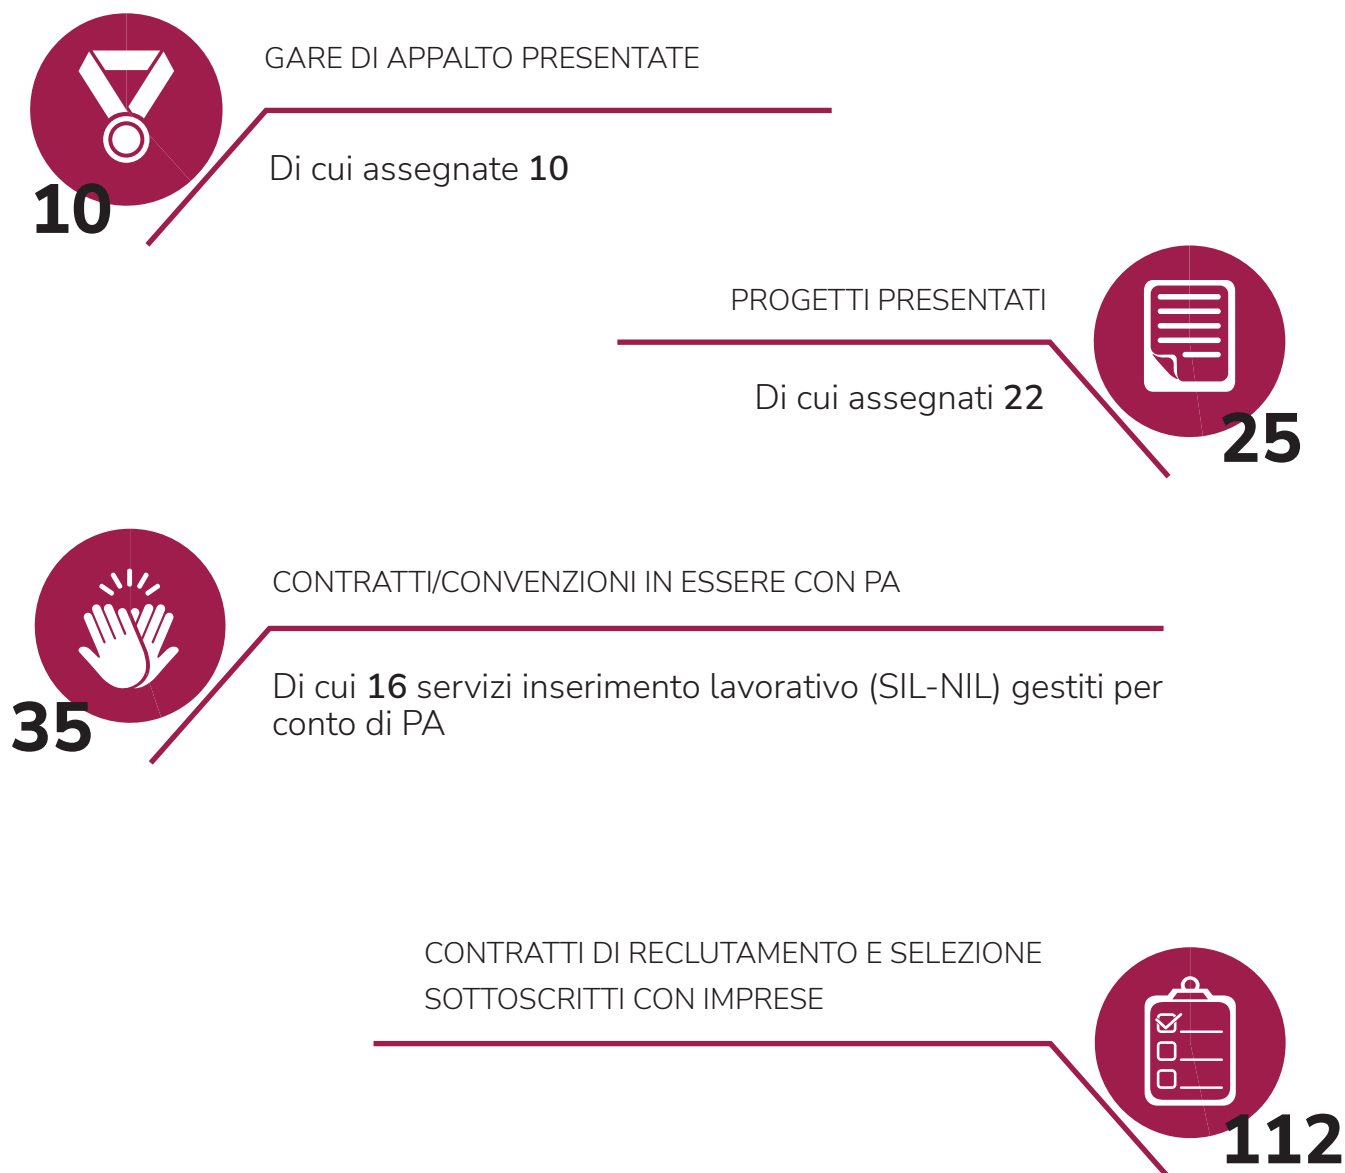 GARE DI APPALTO PRESENTATE
Di cui assegnate 10
10
PROGETTI PRESENTATI
Di cui assegnati 22
25
CONTRATTI/CONVENZIONI IN ESSERE CON PA
Di cui 16 servizi inserimento lavorativo (SIL-NIL) gestiti per
conto di PA
35
CONTRATTI DI RECLUTAMENTO E SELEZIONE
SOTTOSCRITTI CON IMPRESE
112